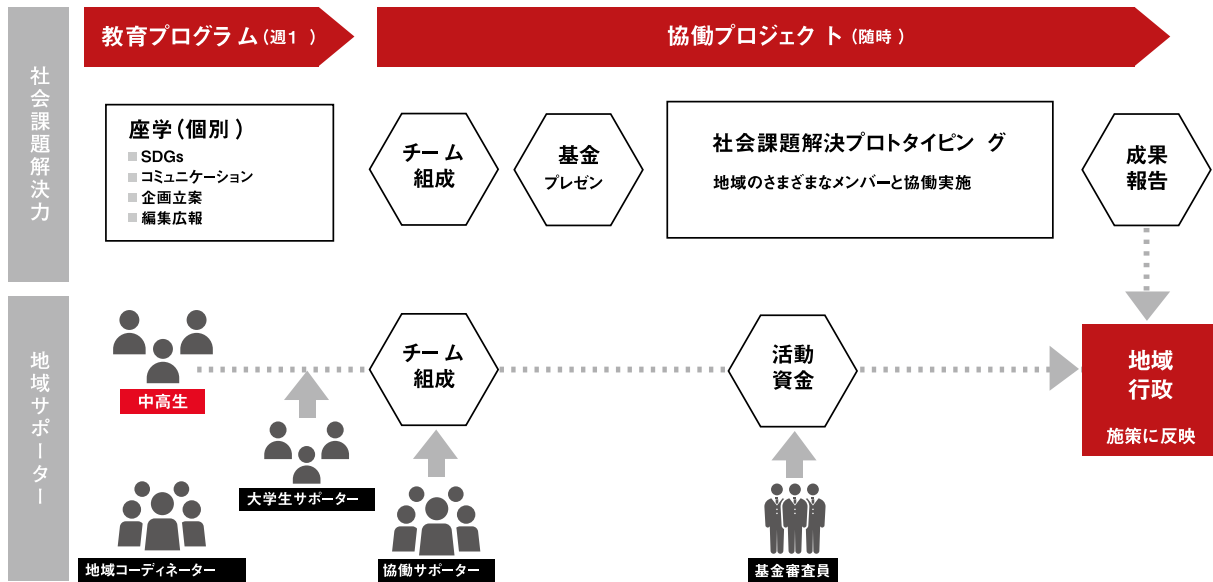 教育プログラム(週1)
協働プロジェクト(随時)
社会課題解決力
座学(個別)
SDGs
コミュニケーション
企画立案
編集広報
チーム
組成
基金
プレゼン
社会課題解決プロトタイピング
地域のさまざまなメンバーと協働実施
成果
報告
地域サポーター
中高生
大学生サポーター
地域コーディネーター
チーム
組成
協働サポーター
活動
資金
基金審査員
地域
行政
施策に反映